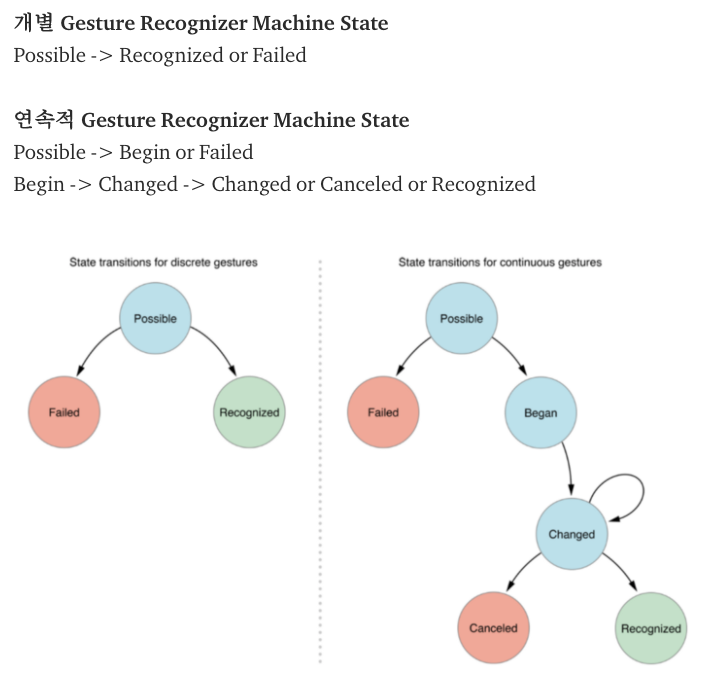 개별 Gesture Recognizer Machine State
Possible -> Recognized or Failed
연속적 Gesture Recognizer Machine State
Possible -> Begin or Failed
Begin -> Changed -> Changed or Canceled or Recognized
State transitions for discrete gestures
Possible
Failed
Recognized
State transitions for continuous gestures
Possible
Failed
Began
Changed
Canceled
Recognized